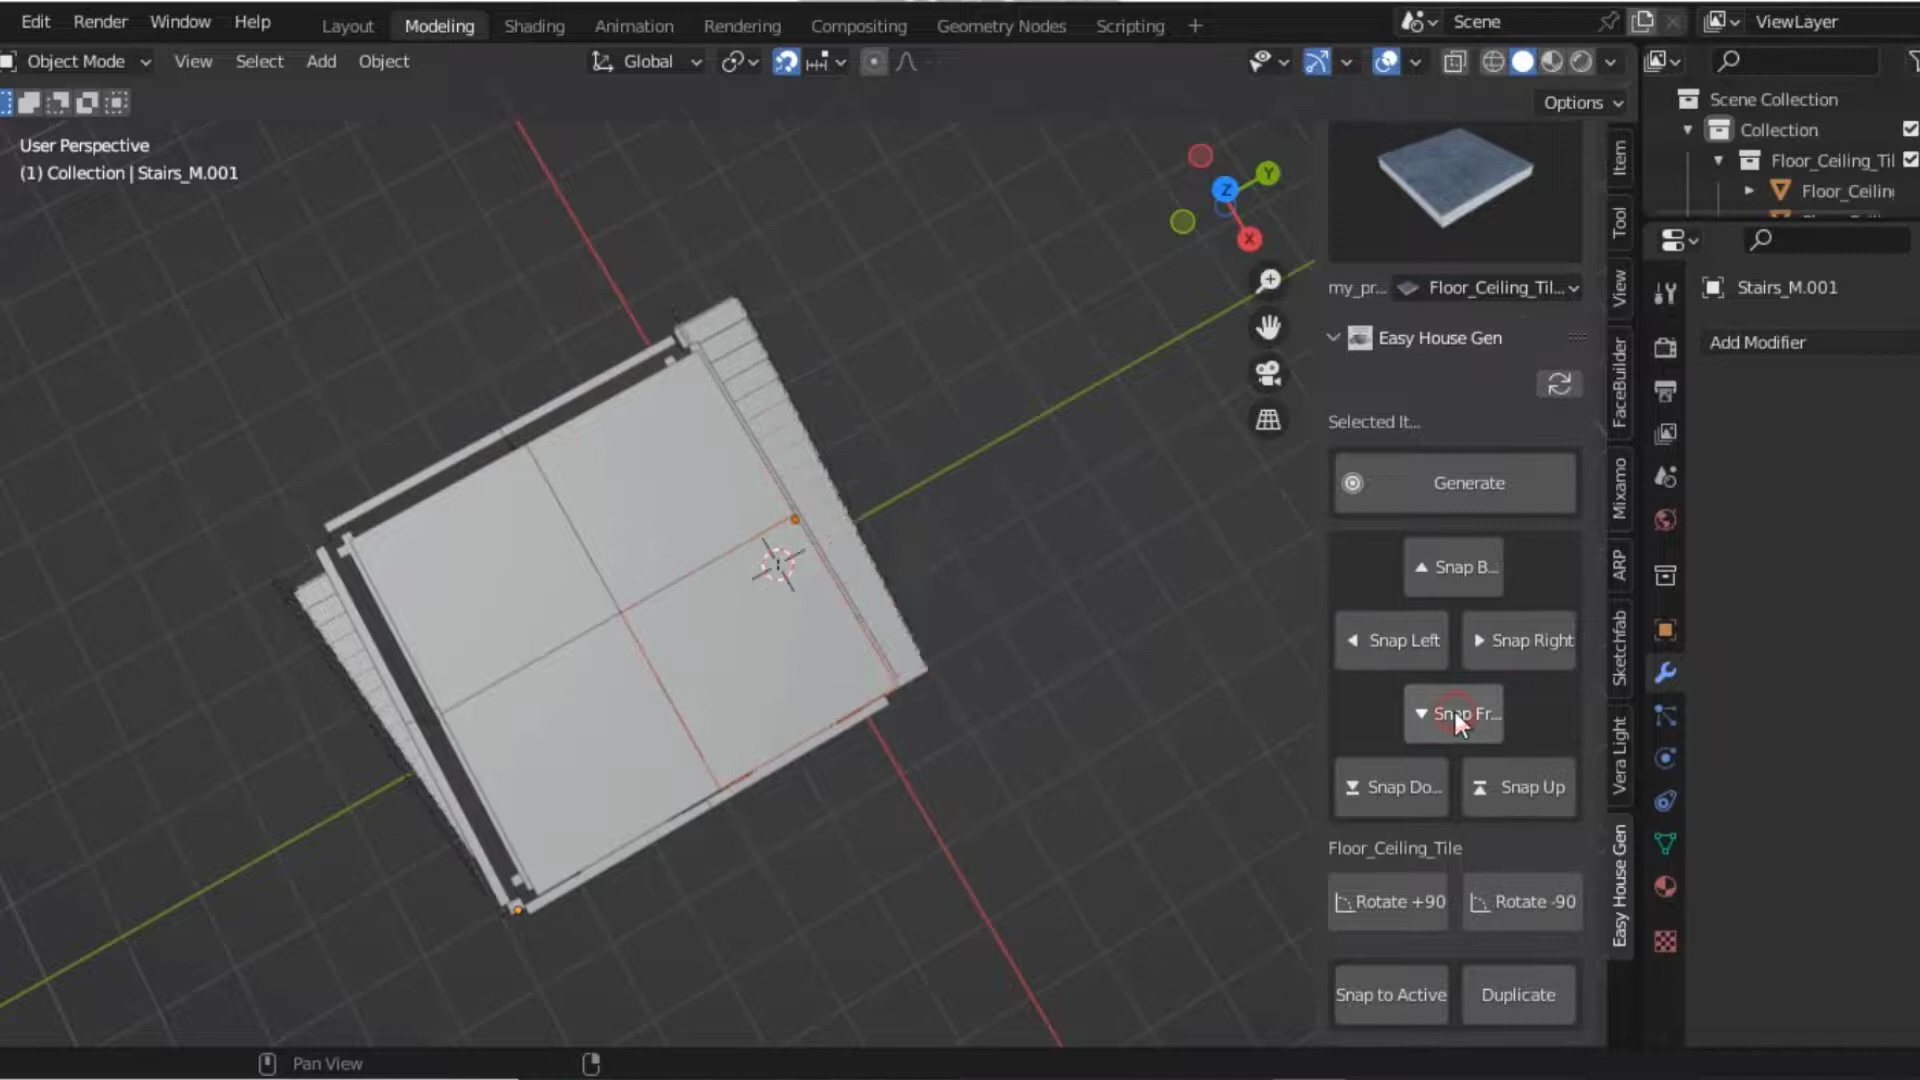 Edit Render Window Help Layout Modeling Shading Animation Rendering Compositing Geometry Nodes Scripting + Scene ViewLayer
Object Mode View Select Add Object Global
Options
User Perspective
(1) Collection | Stairs_M.001
Y
Z
X
my_pr... Floor_Ceiling_Til...
Easy House Gen
Selected It...
Generate
Snap B...
Snap Left Snap Right
Snap Fr...
Snap Do... Snap Up
Floor_Ceiling_Tile
Rotate +90 Rotate -90
Snap to Active Duplicate
Item
Tool
View
FaceBuilder
Mixamo
ARP
Sketchfab
Vera Light
Easy House Gen
Scene Collection
Collection
Floor_Ceiling_Til
Floor_Ceilin
Stairs_M.001
Add Modifier
Pan View